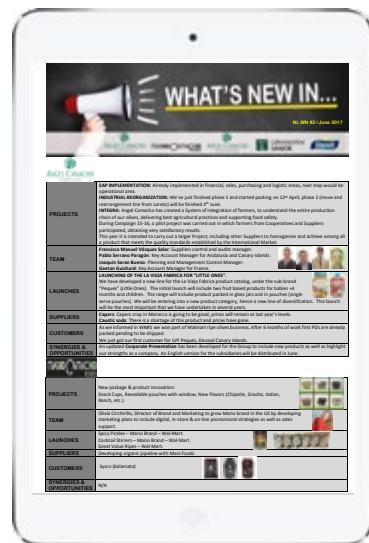 WHAT'S NEW IN...
NL WN #2 / June 2017
ANGEL CAMACHO
PROJECTS
SAP IMPLEMENTATION: Already implemented in financial, sales, purchasing and logistic areas, next step would be
operational area.
INDUSTRIAL REORGANIZATION: We've just finished phase 1 and started packing on 12th April, phase 2 (move and
rearrangement line from Loreto) will be finished 4th June.
INTEGRA: Angel Camacho has created a System of Integration of farmers, to understand the entire production
chain of our olives, delivering best agricultural practices and supporting food safety.
During Campaign 15-16, a pilot project was carried out in which farmers from Cooperatives and Suppliers
participated, obtaining very satisfactory results.
This year it is intended to carry out a larger Project, including other Suppliers to homogenize and achieve among all
a product that meets the quality standards established by the International Market.
TEAM
Francisco Manuel Vázquez Salar: Suppliers control and audits manager.
Pablo Serrano Paragón: Key Account Manager for Andalusia and Canary Islands.
Joaquín Saran Bueno: Planning and Management Control Manager.
Gaetan Guichard: Key Account Manager for France.
LAUNCHES
LAUNCHING OF THE LA VIEJA FABRICA FOR "LITTLE ONES".
We have developed a new line for the La Vieja Fabrica product catalog, under the sub-brand
"Peques" (Little Ones). The initial launch will include two fruit based products for babies +4
months and children. The range will include product packed in glass jars and in pouches (single
serve pouches). We will be entering into a new product category, hence a new line of diversification. This launch
will be the most important that we have undertaken in several years.
SUPPLIERS
Capers: Capers crop in Morocco is going to be good, prices will remain at last year's levels.
Caustic soda: There is a shortage of this product and prices have gone.
CUSTOMERS
As we informed in WN#1 we won part of Walmart ripe olives business. After 6 months of work first POs are already
packed pending to be shipped.
We just got our first customer for LVF Peques, Dinosol Canary Islands.
SYNERGIES &
OPPORTUNITIES
An updated Corporate Presentation has been developed for the Group to include new products as well as highlight
our strengths as a company. An English version for the subsidiaries will be distributed in June.
PROJECTS
New package & product innovation:
Snack Cups, Resealable pouches with window, New Flavors (Chipotle, Siracha, Italian,
Ranch, etc.).
TEAM
Olivia Chirchrillo, Director of Brand and Marketing to grow Mario brand in the US by developing
marketing plans to include digital, in-store & on-line promotional strategies as well as sales
support.
LAUNCHES
Spicy Pickles – Mario Brand – Wal-Mart.
Cocktail Stirrers – Mario Brand – Wal-Mart.
Great Value Ripes – Wal-Mart.
SUPPLIERS
Developing organic pipeline with Mani Foods
CUSTOMERS
Sysco (Kalamata)
SYNERGIES &
OPPORTUNITIES
N/A